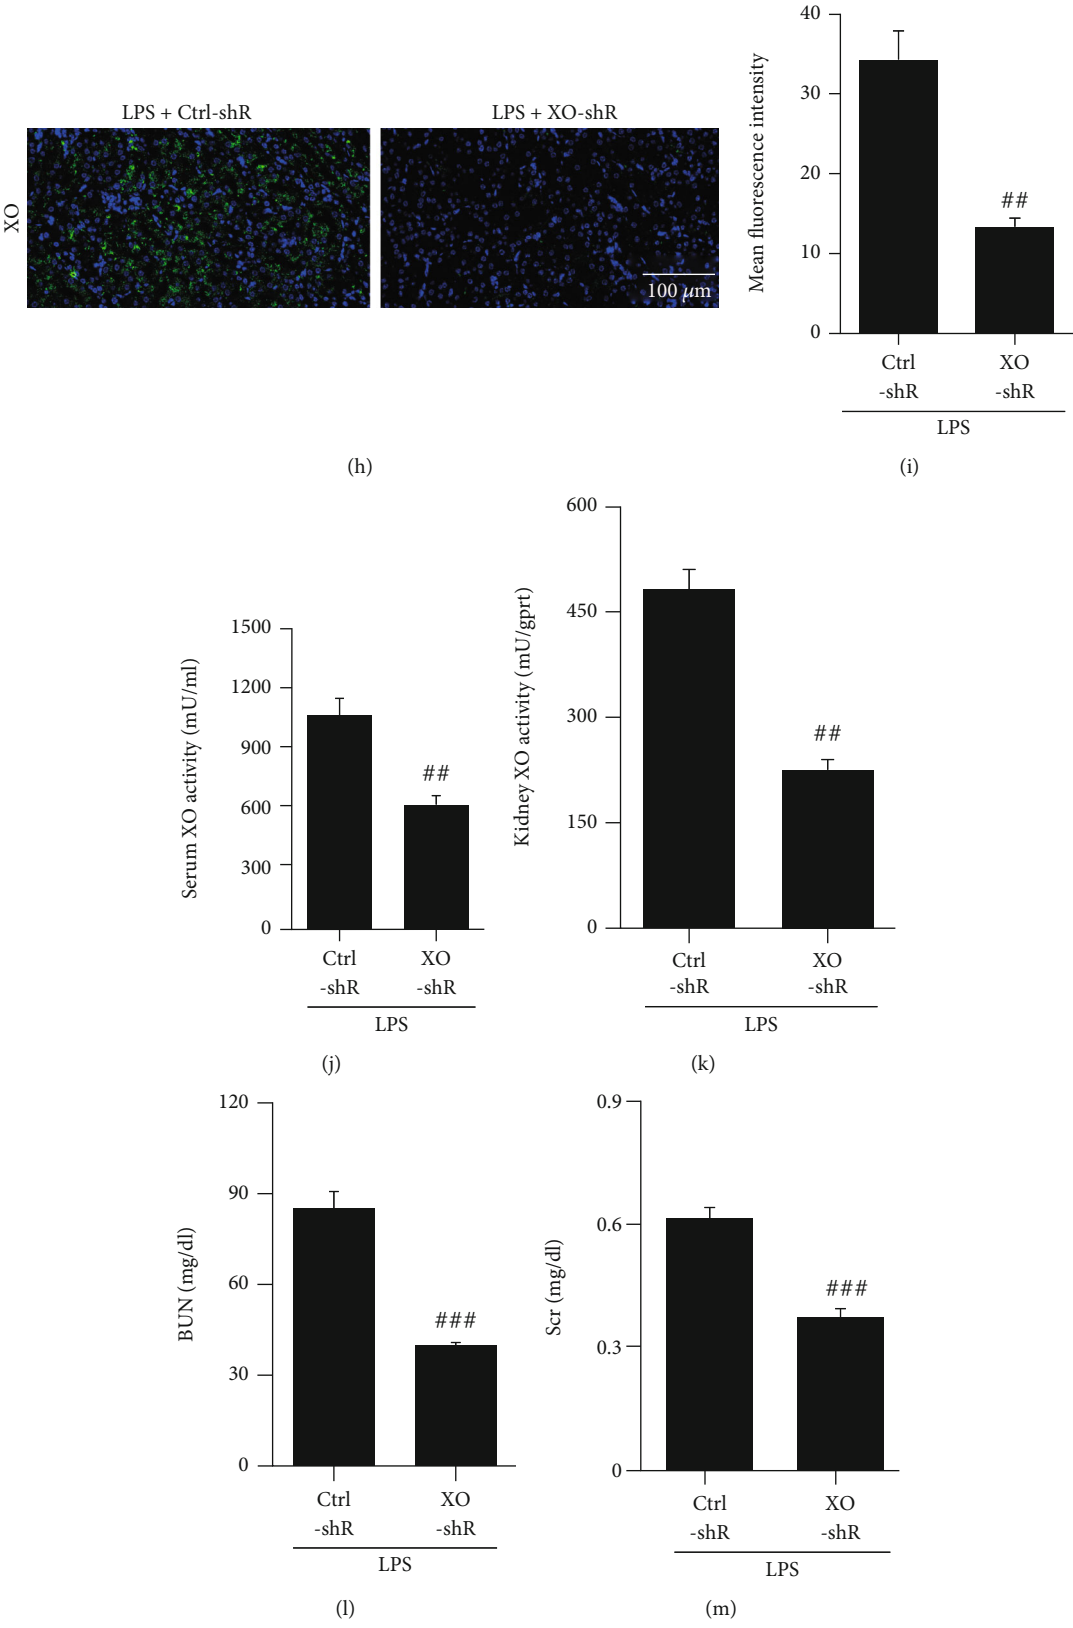 LPS + Ctrl-shR
LPS + XO-shR
XO
100 μm
Mean fluorescence intensity
40
30
20
10
0
Ctrl
-shR
XO
-shR
LPS
(h)
(i)
Serum XO activity (mU/ml)
1500
1200
900
600
300
0
Ctrl
-shR
XO
-shR
LPS
##
(j)
Kidney XO activity (mU/gprt)
600
450
300
150
0
##
Ctrl
-shR
XO
-shR
LPS
(k)
##
BUN (mg/dl)
120
90
60
30
0
###
Ctrl
-shR
XO
-shR
LPS
(l)
Scr (mg/dl)
0.9
0.6
0.3
0
###
Ctrl
-shR
XO
-shR
LPS
(m)